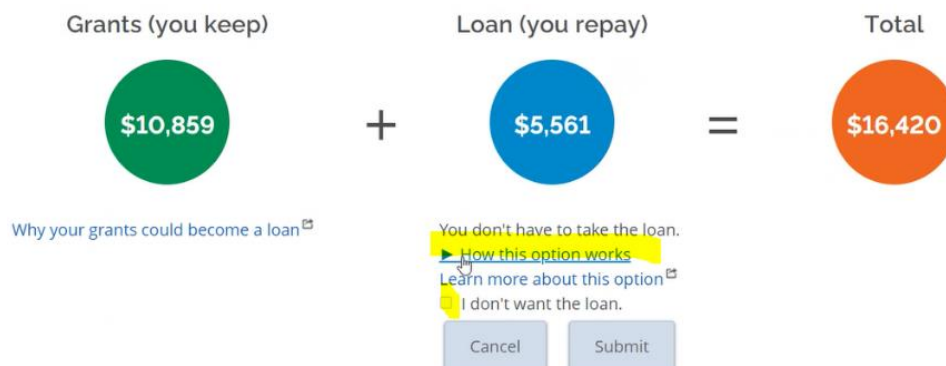 Grants (you keep)
Loan (you repay)
Total
$10,859
+
$5,561
=
$16,420
Why your grants could become a loan
You don't have to take the loan.
► How this option works
Learn more about this option
I don't want the loan.
Cancel
Submit